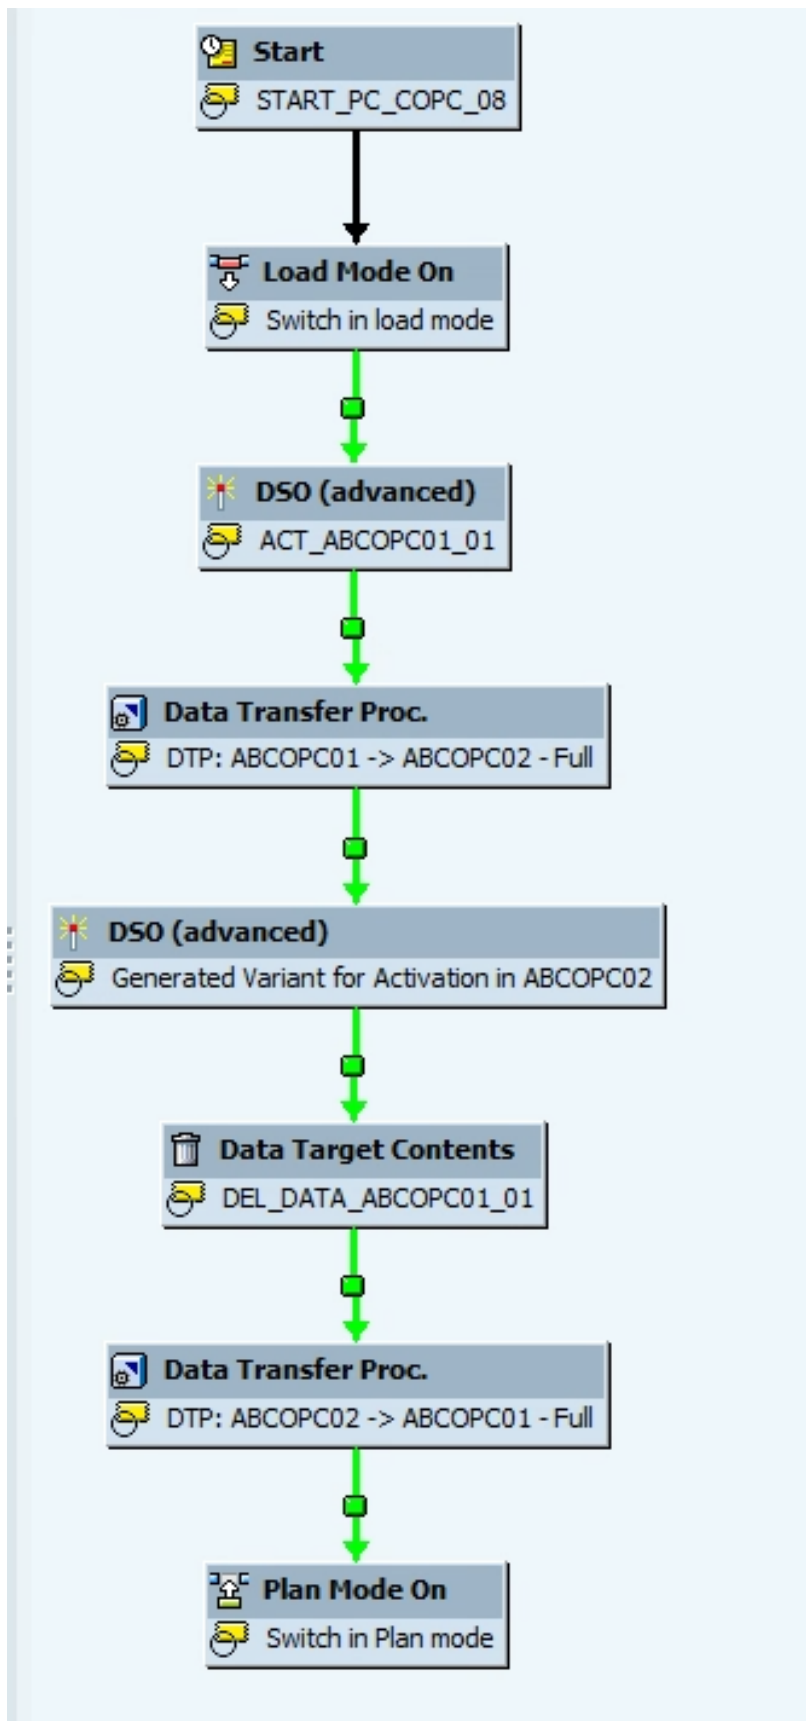 Start
START_PC_COPC_08
Load Mode On
Switch in load mode
DSO (advanced)
ACT_ABCOPC01_01
Data Transfer Proc.
DTP: ABCOPC01 -> ABCOPC02 - Full
DSO (advanced)
Generated Variant for Activation in ABCOPC02
Data Target Contents
DEL_DATA_ABCOPC01_01
Data Transfer Proc.
DTP: ABCOPC02 -> ABCOPC01 - Full
Plan Mode On
Switch in Plan mode